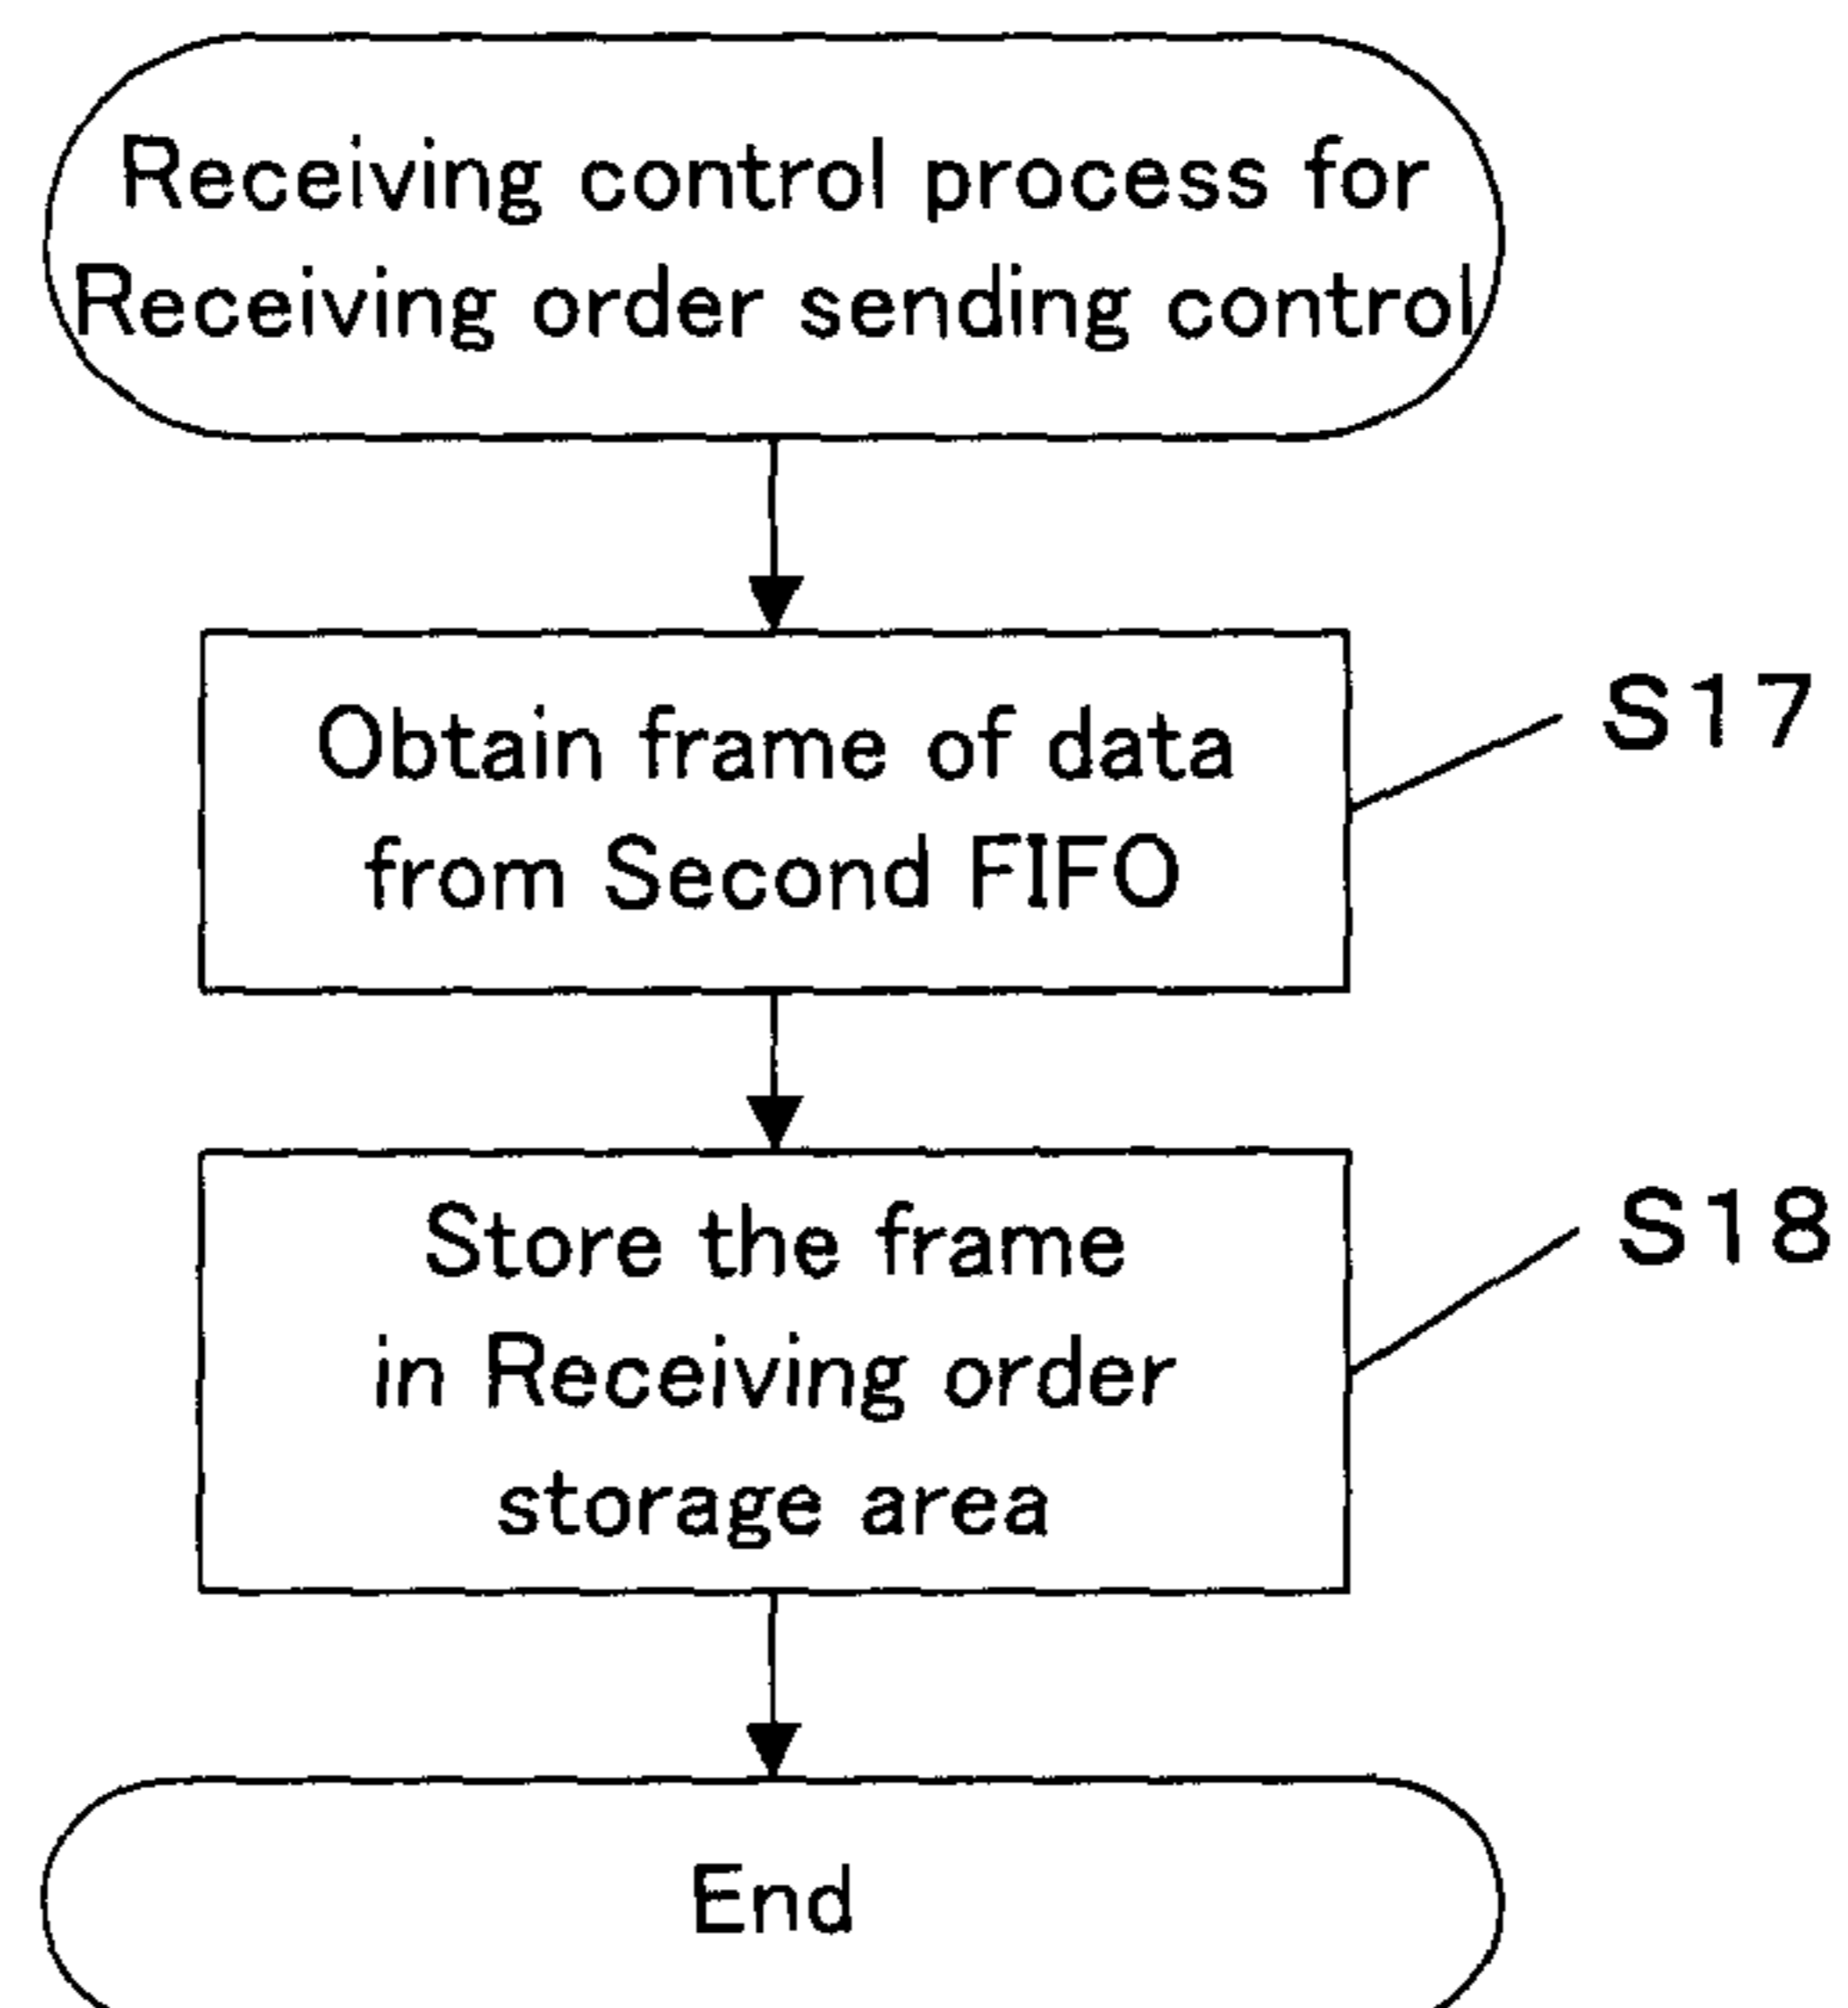 Receiving control process for
Receiving order sending control
Obtain frame of data
from Second FIFO
S17
Store the frame
in Receiving order
storage area
S18
End